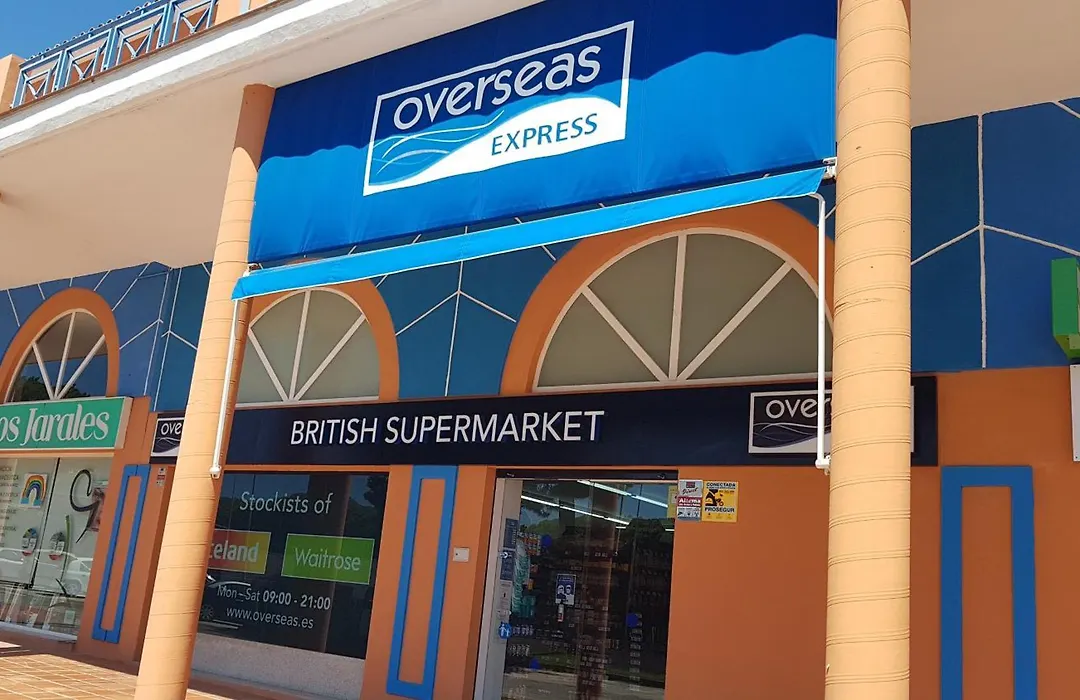 overseas
EXPRESS
BRITISH SUPERMARKET
os Jarales
Stockists of
eland
Waitrose
Mon - Sat 09:00 - 21:00
www.overseas.es
CONECTADA
PROSEGUR